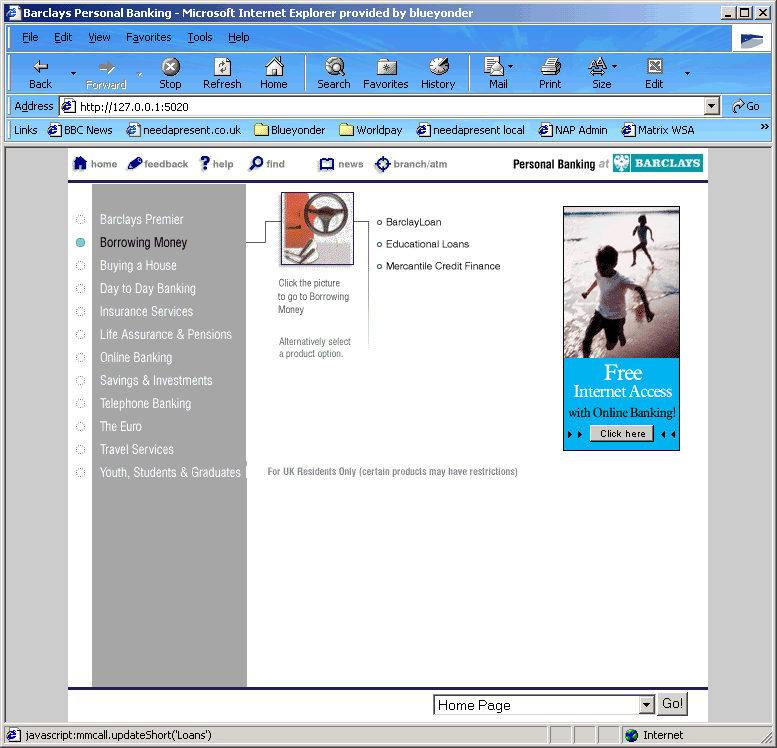 Barclays Personal Banking - Microsoft Internet Explorer provided by blueyonder
File Edit View Favorites Tools Help
Back Forward Stop Refresh Home Search Favorites History Mail Print Size Edit
Address http://127.0.0.1:5020 Go
Links BBC News needapresent.co.uk Blueyonder Worldpay needapresent local NAP Admin Matrix WSA »
home feedback help find news branch/atm Personal Banking at BARCLAYS
Barclays Premier
Borrowing Money
Buying a House
Day to Day Banking
Insurance Services
Life Assurance & Pensions
Online Banking
Savings & Investments
Telephone Banking
The Euro
Travel Services
Youth, Students & Graduates
Click the picture
to go to Borrowing
Money
Alternatively select
a product option.
BarclayLoan
Educational Loans
Mercantile Credit Finance
Free
Internet Access
with Online Banking!
Click here
For UK Residents Only (certain products may have restrictions)
Home Page Go!
javascript:mmcall.updateShort('Loans') Internet